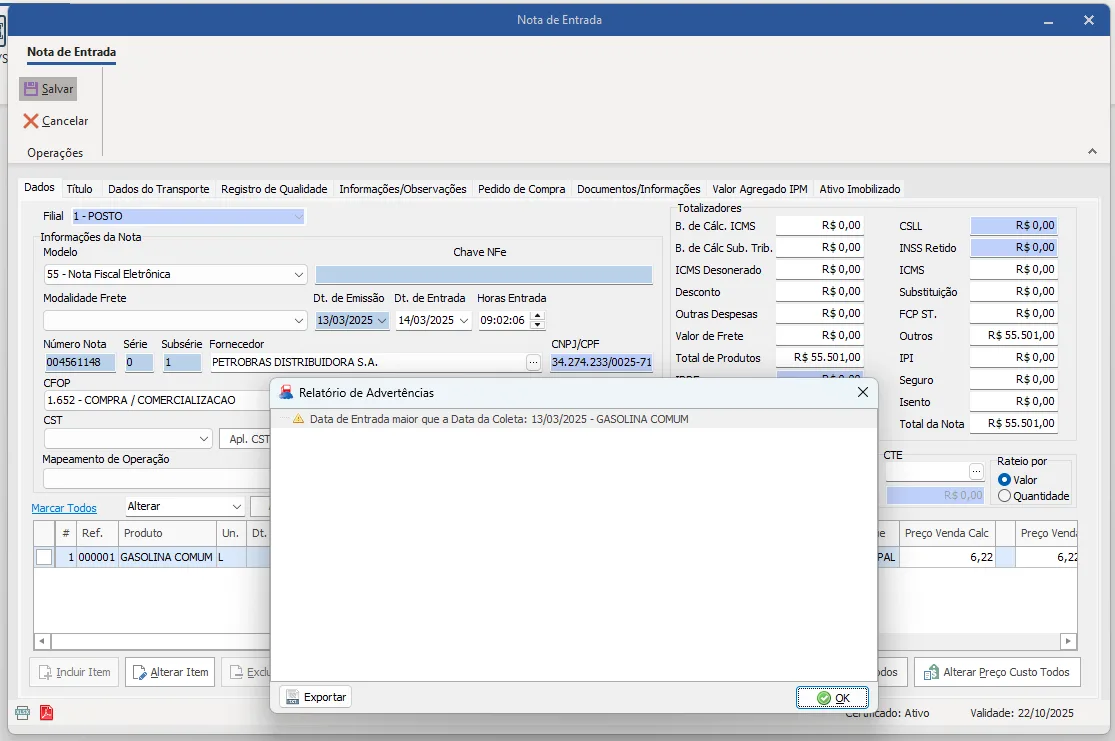 Nota de Entrada
Nota de Entrada
Salvar
Cancelar
Operações
Dados Título Dados do Transporte Registro de Qualidade Informações/Observações Pedido de Compra Documentos/Informações Valor Agregado IPM Ativo Imobilizado
Filial 1 - POSTO
Informações da Nota
Modelo Chave NFe
55 - Nota Fiscal Eletrônica
Modalidade Frete Dt. de Emissão Dt. de Entrada Horas Entrada
13/03/2025 14/03/2025 09:02:06
Número Nota Série Subsérie Fornecedor CNPJ/CPF
004561148 0 1 PETROBRAS DISTRIBUIDORA S.A. ... 34.274.233/0025-71
CFOP
1.652 - COMPRA / COMERCIALIZACAO
CST
Apl. CST
Mapeamento de Operação
Totalizadores
B. de Cálc. ICMS R$ 0,00 CSLL R$ 0,00
B. de Cálc Sub. Trib. R$ 0,00 INSS Retido R$ 0,00
ICMS Desonerado R$ 0,00 ICMS R$ 0,00
Desconto R$ 0,00 Substituição R$ 0,00
Outras Despesas R$ 0,00 FCP ST. R$ 0,00
Valor de Frete R$ 0,00 Outros R$ 55.501,00
Total de Produtos R$ 55.501,00 IPI R$ 0,00
Seguro R$ 0,00
Isento R$ 0,00
Total da Nota R$ 55.501,00
CTE
...
R$ 0,00
Rateio por
Valor
Quantidade
Relatório de Advertências
Data de Entrada maior que a Data da Coleta: 13/03/2025 - GASOLINA COMUM
Exportar OK
Marcar Todos Alterar
# Ref. Produto Un. Dt. Preço Venda Calc Preço Venda
1 000001 GASOLINA COMUM L PAL 6,22 6,22
Incluir Item Alterar Item Exclu odos Alterar Preço Custo Todos
Certificado: Ativo Validade: 22/10/2025